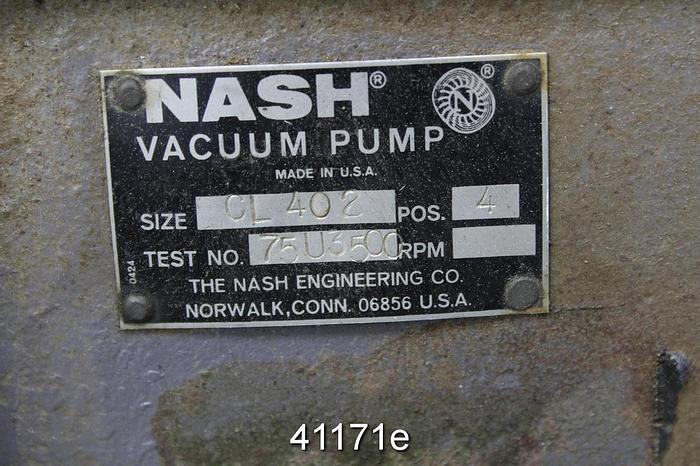 NASH® ®
N
VACUUM PUMP
MADE IN U.S.A.
SIZE CL 402 POS. 4
TEST NO. 75U3500 RPM
THE NASH ENGINEERING CO.
NORWALK, CONN. 06856 U.S.A.
0424
41171e